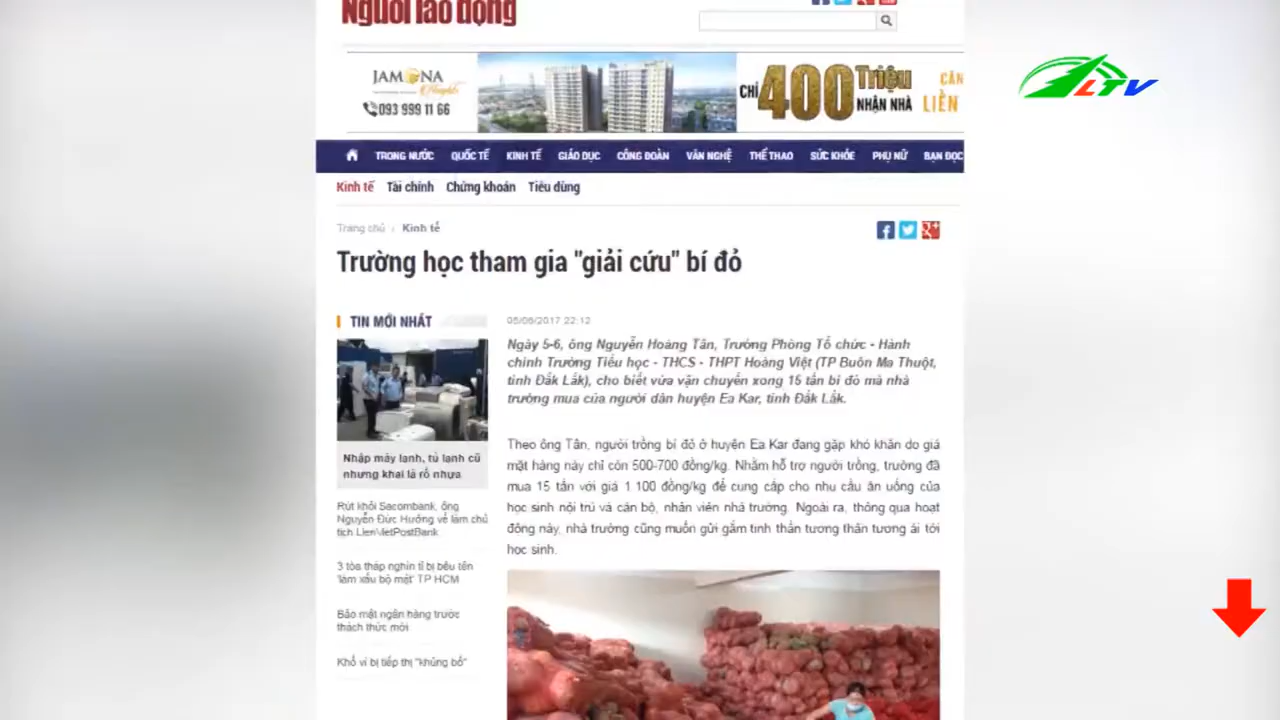 Người lao động
JAMONA
Heights
093 999 11 66
CHỈ 400 Triệu
NHẬN NHÀ
CĂN
LIỀN
LTV
TRONG NƯỚC QUỐC TẾ KINH TẾ GIÁO DỤC CÔNG ĐOÀN VĂN NGHỆ THỂ THAO SỨC KHỎE PHỤ NỮ BẠN ĐỌC
Kinh tế Tài chính Chứng khoán Tiêu dùng
Trang chủ › Kinh tế
Trường học tham gia "giải cứu" bí đỏ
TIN MỚI NHẤT
Nhập máy lạnh, tủ lạnh cũ
nhưng khai là rổ nhựa
Rút khỏi Sacombank, ông
Nguyễn Đức Hưởng về làm chủ
tịch LienVietPostBank
3 tòa tháp nghìn tỉ bị bêu tên
'làm xấu bộ mặt' TP HCM
Bảo mật ngân hàng trước
thách thức mới
Khổ vì bị tiếp thị "khủng bố"
05/06/2017 22:12
Ngày 5-6, ông Nguyễn Hoàng Tân, Trưởng Phòng Tổ chức - Hành
chính Trường Tiểu học - THCS - THPT Hoàng Việt (TP Buôn Ma Thuột,
tỉnh Đắk Lắk), cho biết vừa vận chuyển xong 15 tấn bí đỏ mà nhà
trường mua của người dân huyện Ea Kar, tỉnh Đắk Lắk.
Theo ông Tân, người trồng bí đỏ ở huyện Ea Kar đang gặp khó khăn do giá
mặt hàng này chỉ còn 500-700 đồng/kg. Nhằm hỗ trợ người trồng, trường đã
mua 15 tấn với giá 1.100 đồng/kg để cung cấp cho nhu cầu ăn uống của
học sinh nội trú và cán bộ, nhân viên nhà trường. Ngoài ra, thông qua hoạt
động này, nhà trường cũng muốn gửi gắm tinh thần tương thân tương ái tới
học sinh.